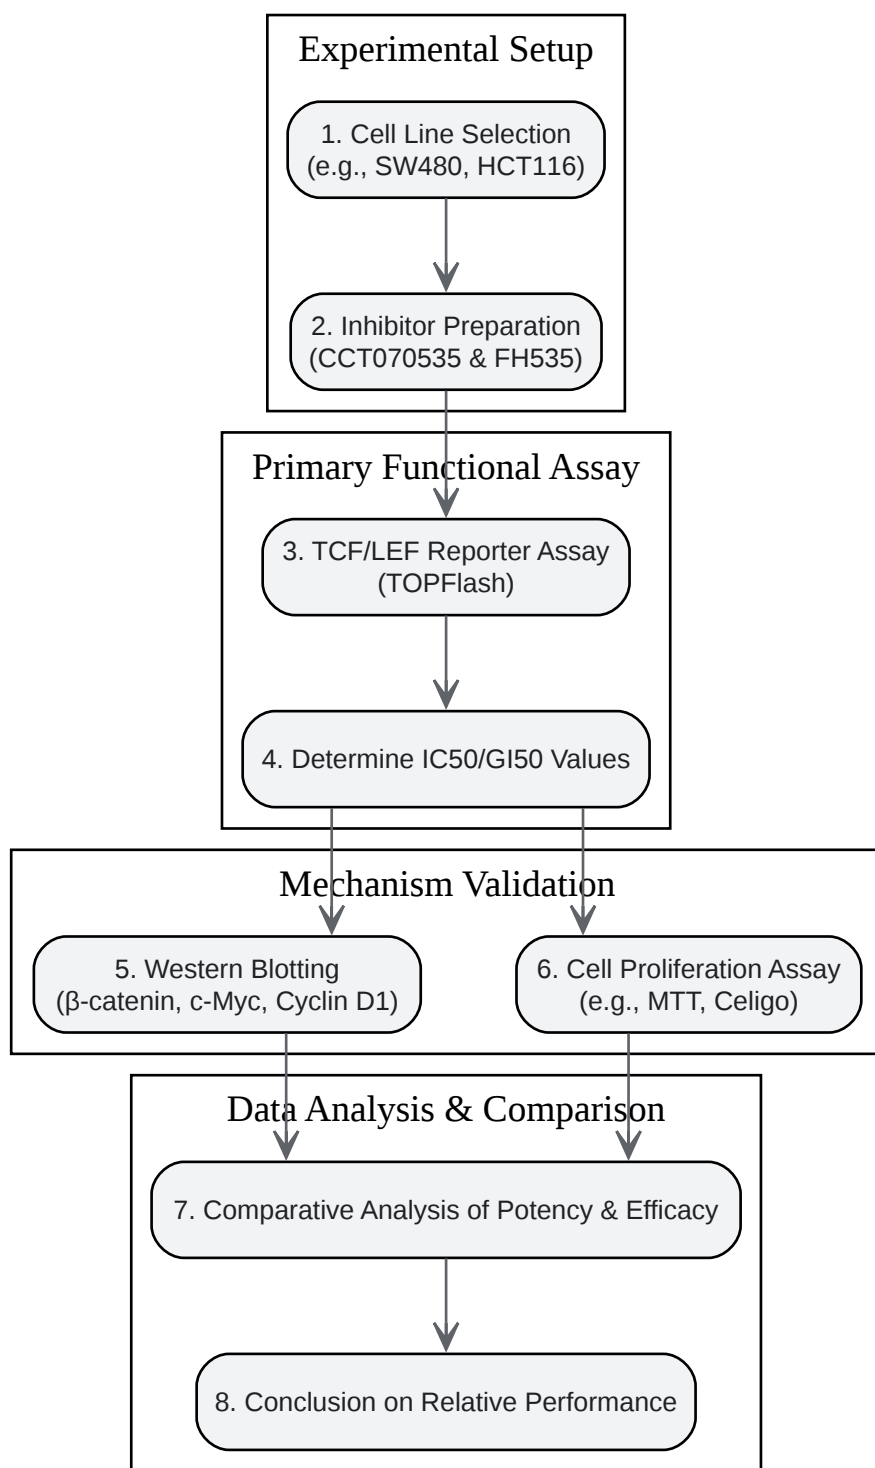 Experimental Setup
1. Cell Line Selection
(e.g., SW480, HCT116)
2. Inhibitor Preparation
(CCT070535 & FH535)
Primary Functional Assay
3. TCF/LEF Reporter Assay
(TOPFlash)
4. Determine IC50/GI50 Values
Mechanism Validation
5. Western Blotting
(β-catenin, c-Myc, Cyclin D1)
6. Cell Proliferation Assay
(e.g., MTT, Celigo)
Data Analysis & Comparison
7. Comparative Analysis of Potency & Efficacy
8. Conclusion on Relative Performance